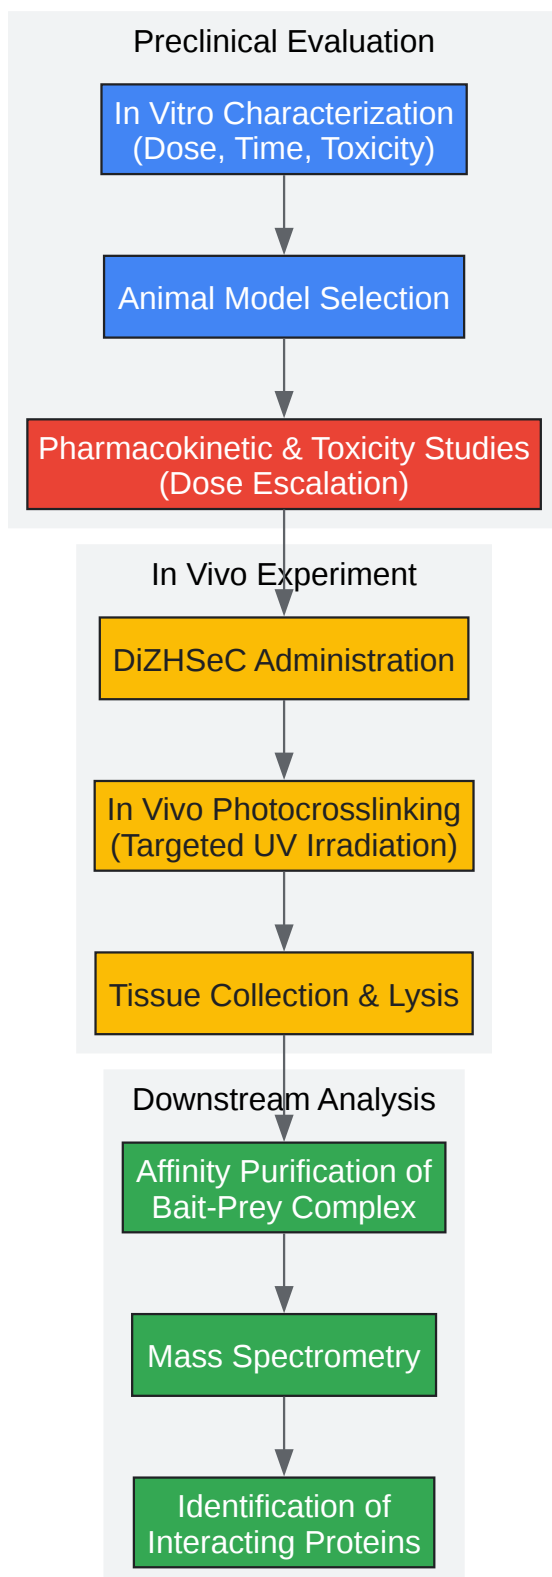 Preclinical Evaluation
In Vitro Characterization
(Dose, Time, Toxicity)
Animal Model Selection
Pharmacokinetic & Toxicity Studies
(Dose Escalation)
In Vivo Experiment
DiZHSeC Administration
In Vivo Photocrosslinking
(Targeted UV Irradiation)
Tissue Collection & Lysis
Downstream Analysis
Affinity Purification of
Bait-Prey Complex
Mass Spectrometry
Identification of
Interacting Proteins